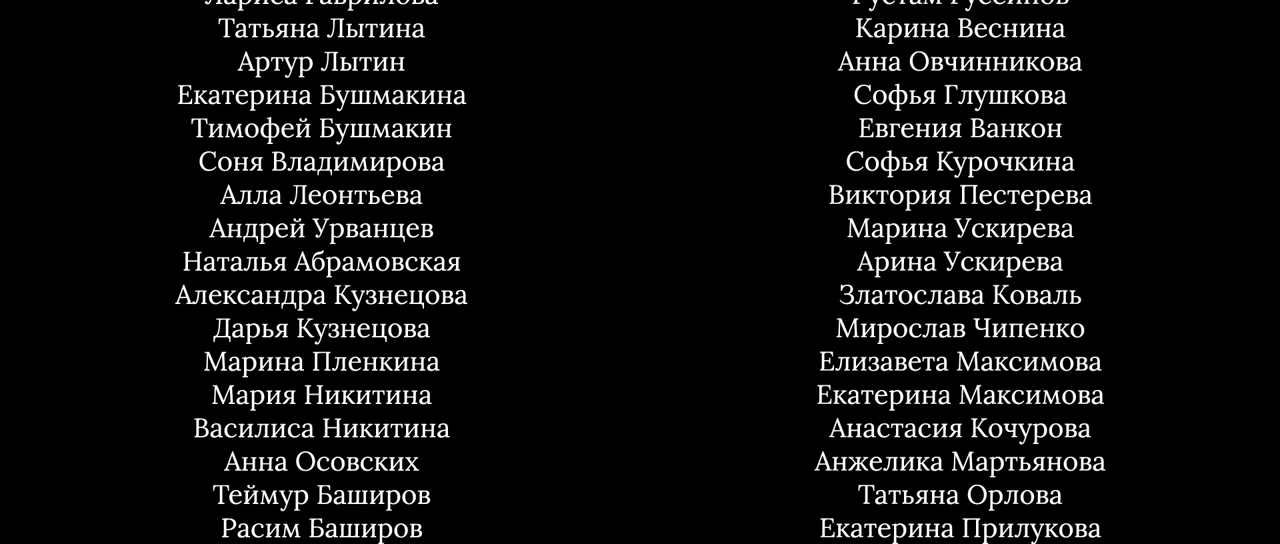 Лариса Гаврилова
Татьяна Лытина
Артур Лытин
Екатерина Бушмакина
Тимофей Бушмакин
Соня Владимирова
Алла Леонтьева
Андрей Урванцев
Наталья Абрамовская
Александра Кузнецова
Дарья Кузнецова
Марина Пленкина
Мария Никитина
Василиса Никитина
Анна Осовских
Теймур Баширов
Расим Баширов
Карина Веснина
Анна Овчинникова
Софья Глушкова
Евгения Ванкон
Софья Курочкина
Виктория Пестерева
Марина Ускирева
Арина Ускирева
Златослава Коваль
Мирослав Чипенко
Елизавета Максимова
Екатерина Максимова
Анастасия Кочурова
Анжелика Мартьянова
Татьяна Орлова
Екатерина Прилукова